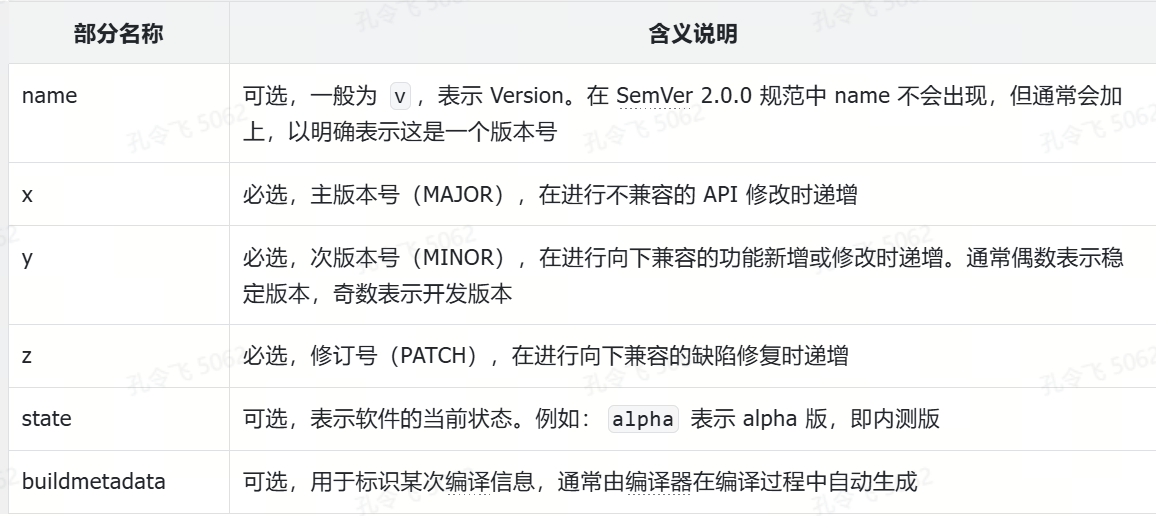 部分名称 含义说明
name 可选，一般为 v ，表示 Version。在 SemVer 2.0.0 规范中 name 不会出现，但通常会加
上，以明确表示这是一个版本号
x 必选，主版本号（MAJOR），在进行不兼容的 API 修改时递增
y 必选，次版本号（MINOR），在进行向下兼容的功能新增或修改时递增。通常偶数表示稳
定版本，奇数表示开发版本
z 必选，修订号（PATCH），在进行向下兼容的缺陷修复时递增
state 可选，表示软件的当前状态。例如： alpha 表示 alpha 版，即内测版
buildmetadata 可选，用于标识某次编译信息，通常由编译器在编译过程中自动生成
孔令飞 5062